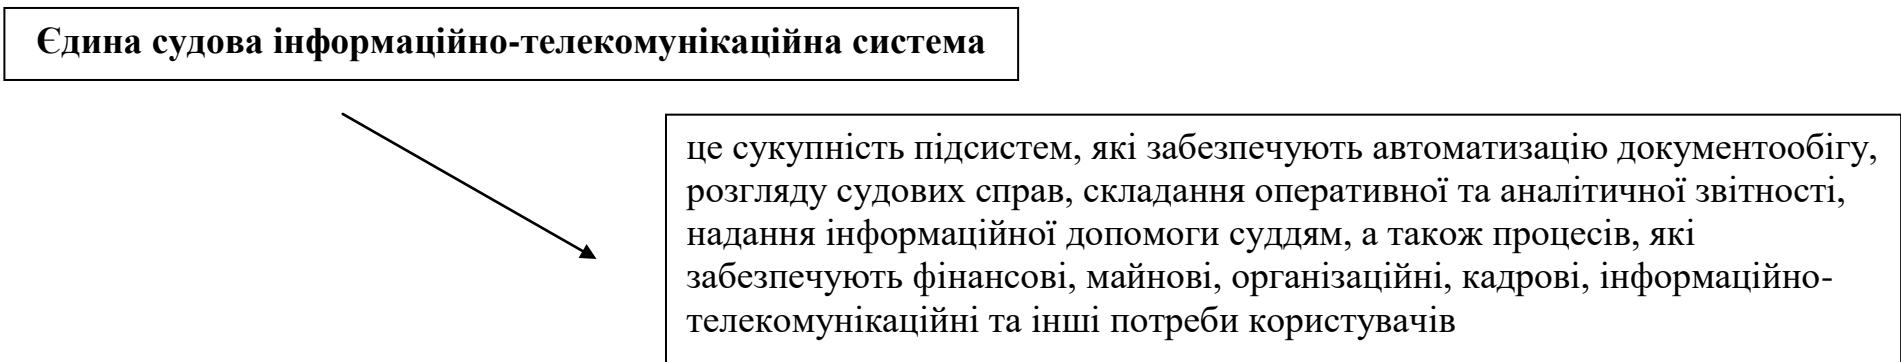 Єдина судова інформаційно-телекомунікаційна система
це сукупність підсистем, які забезпечують автоматизацію документообігу,
розгляду судових справ, складання оперативної та аналітичної звітності,
надання інформаційної допомоги суддям, а також процесів, які
забезпечують фінансові, майнові, організаційні, кадрові, інформаційно-
телекомунікаційні та інші потреби користувачів